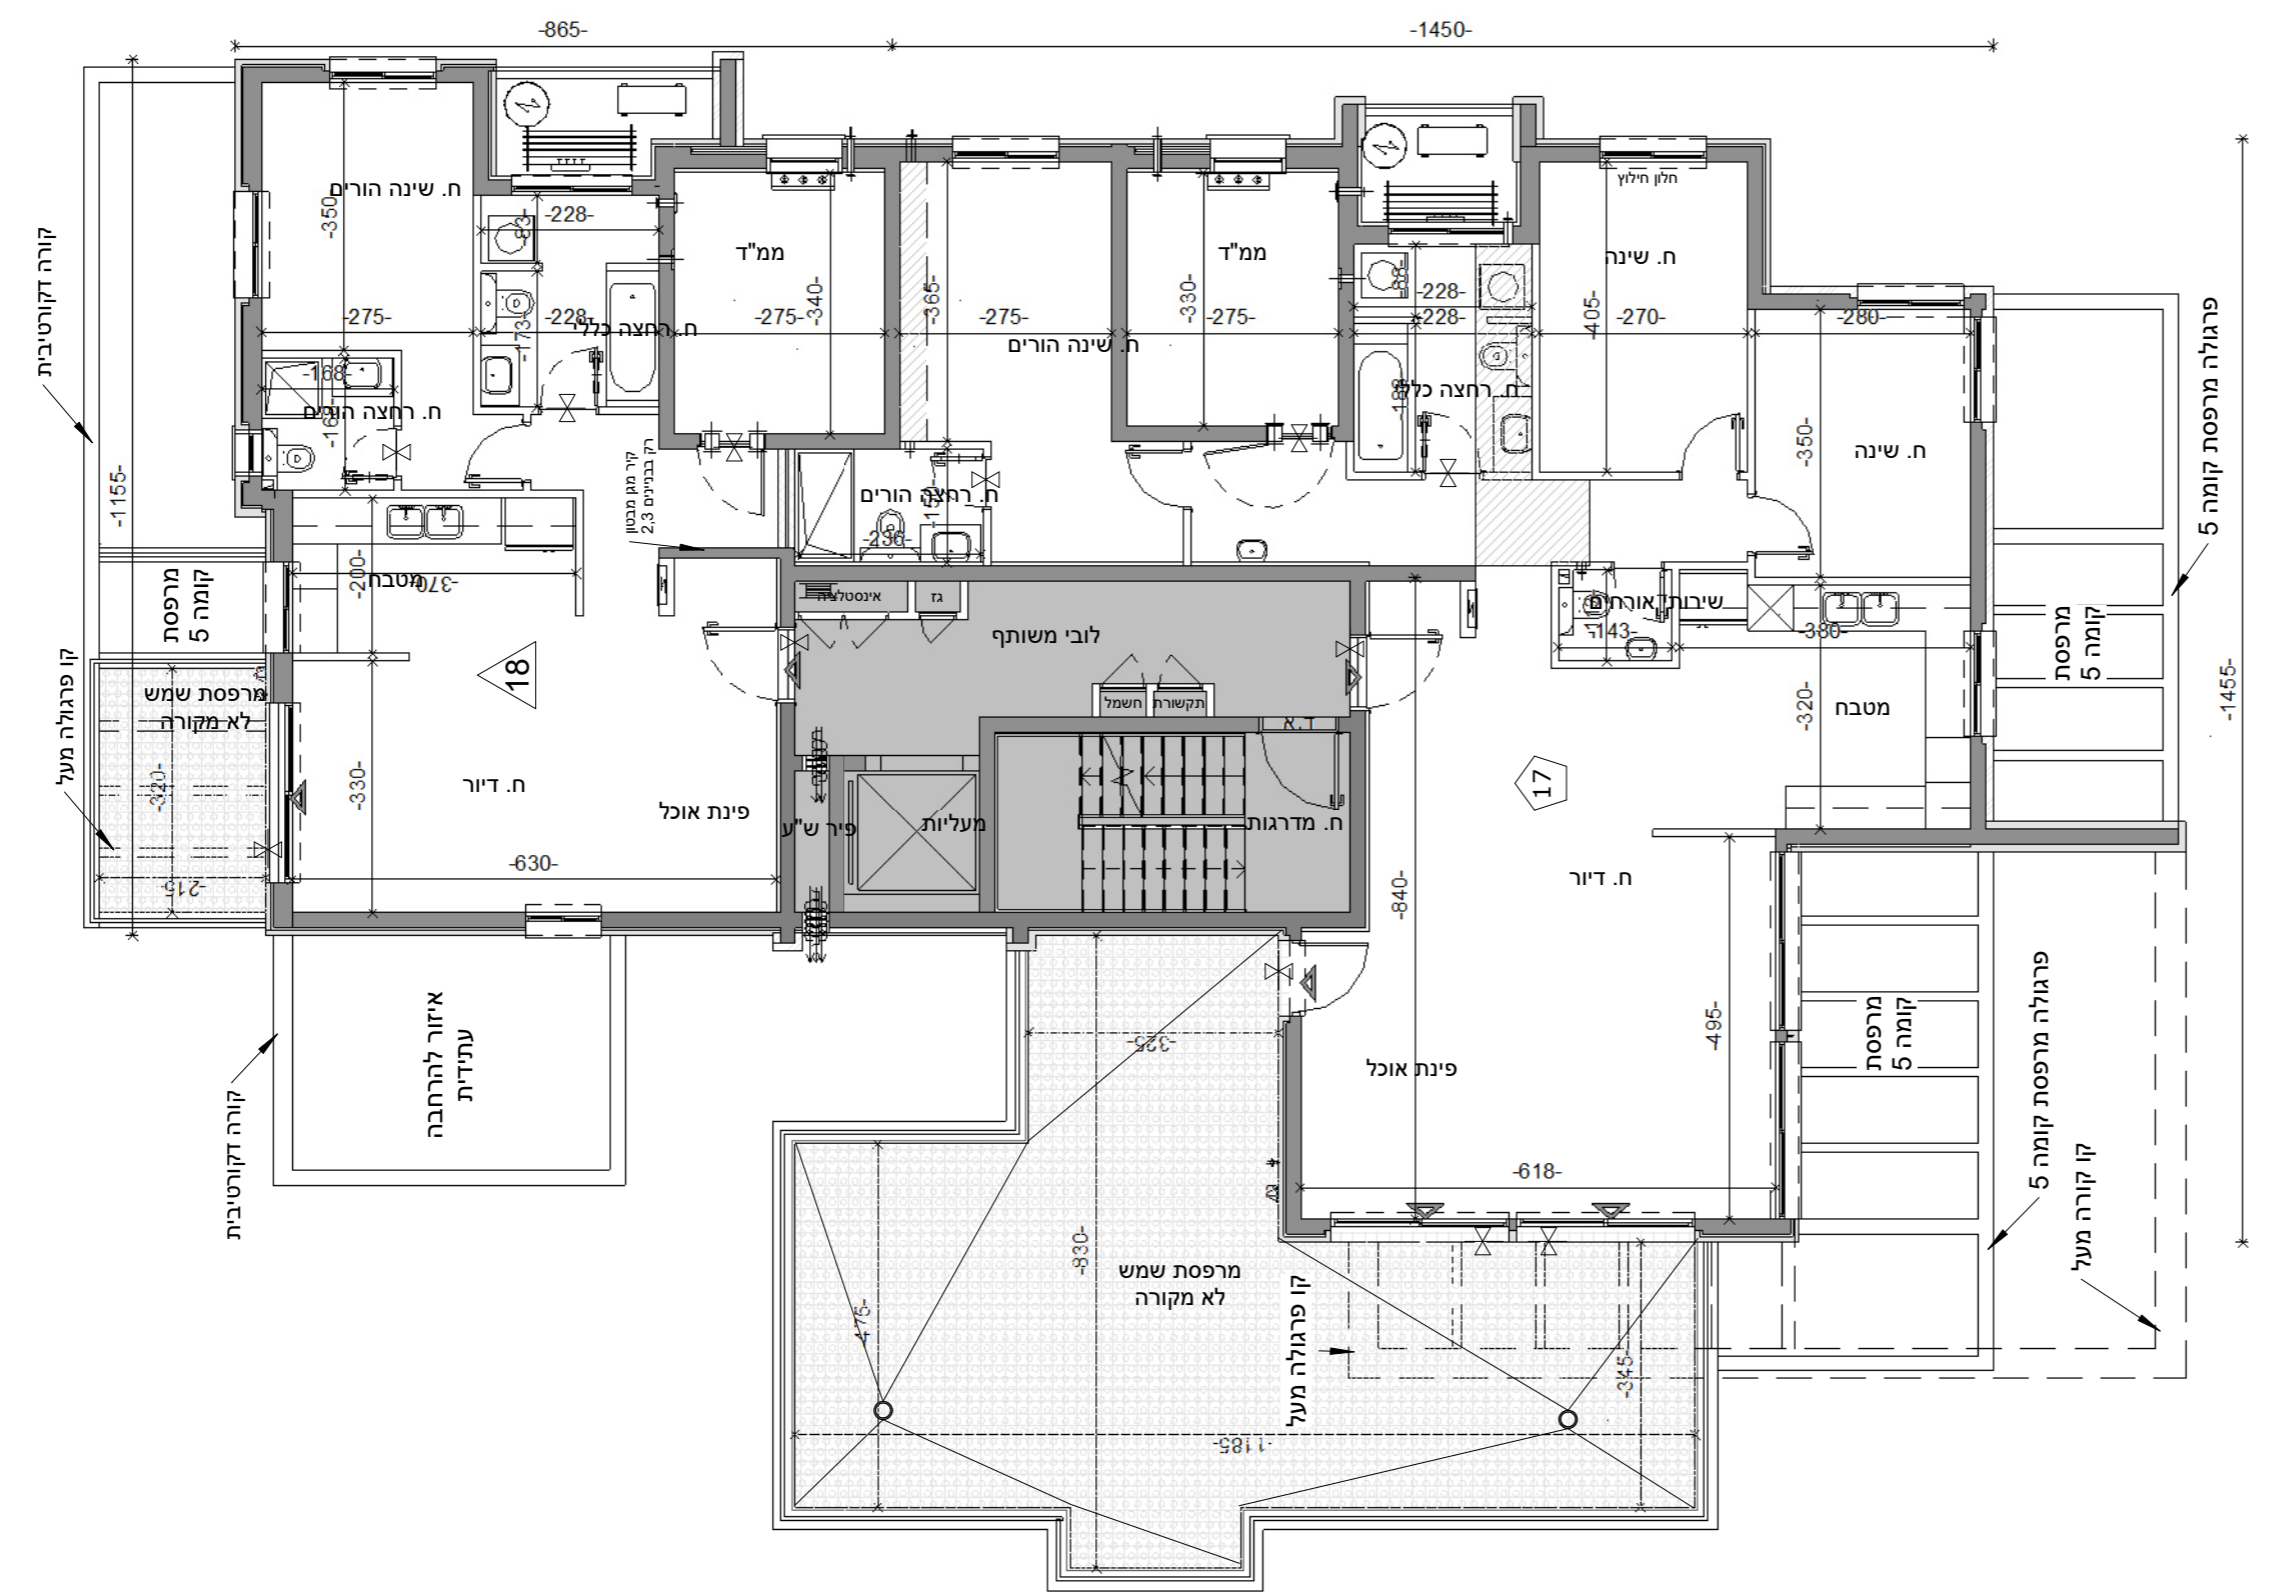 -865-
-1450-
ח. שינה הורים
-350-
-93-
-228-
ממ"ד
ממ"ד
חלון חילוץ
ח. שינה
קורה דקורטיבית
-275-
-173-
-228-
ח. רחצה כללי
-275-
-340-
-365-
-275-
ח. שינה הורים
-330-
-275-
-88-
-228-
-228-
-405-
-270-
-280-
פרגולה מרפסת קומה 5
-168-
ח. רחצה הורים
ח. רחצה כללי
-350-
ח. שינה
-1155-
קיר מגן מבטון
רק בבניינים 2,3
ח. רחצה הורים
-150-
-236-
מרפסת
קומה 5
-200-
מטבח
-370-
אינסטלציה
גז
לובי משותף
שירותי אורחים
-143-
-380-
מרפסת
קומה 5
-1455-
קו פרגולה מעל
מרפסת שמש
לא מקורה
18
חשמל
תקשורת
ד.א
-320-
מטבח
-320-
-330-
ח. דיור
פינת אוכל
פיר ש"ע
מעליות
ח. מדרגות
17
-215-
-630-
-840-
ח. דיור
איזור להרחבה
עתידית
קורה דקורטיבית
-325-
פינת אוכל
-495-
מרפסת
קומה 5
פרגולה מרפסת קומה 5
קו קורה מעל
-618-
-830-
מרפסת שמש
לא מקורה
-475-
קו פרגולה מעל
-345-
-1185-